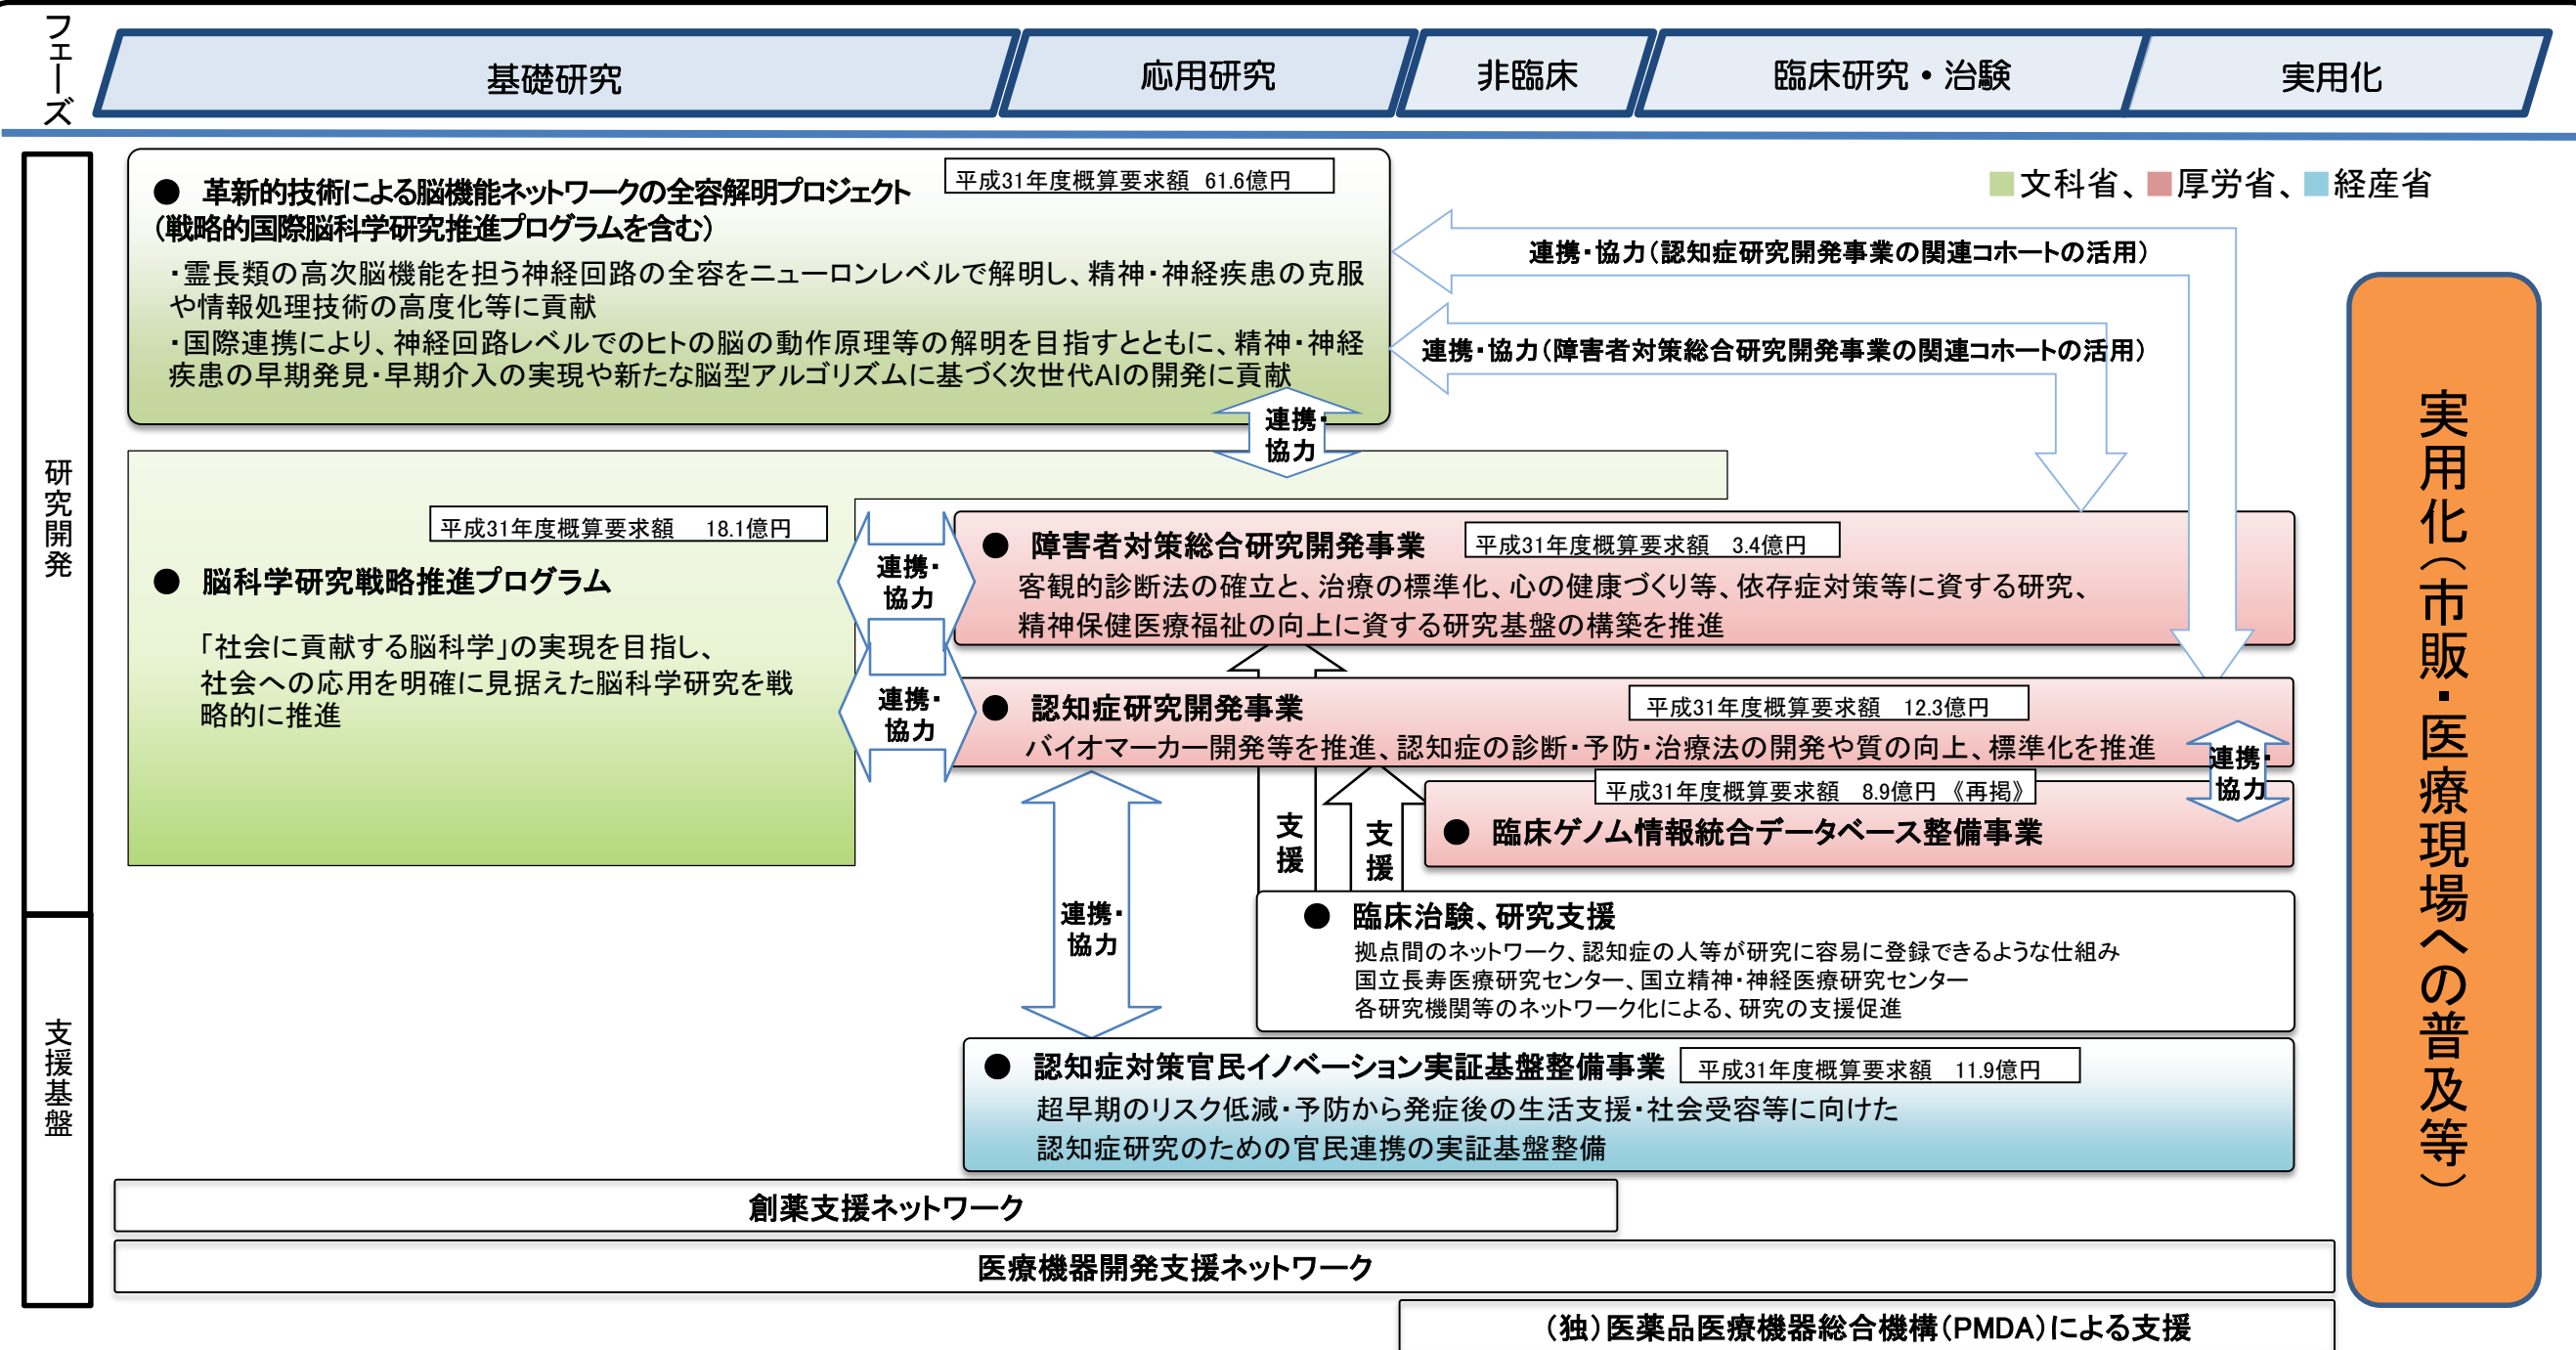 フェーズ
基礎研究
応用研究
非臨床
臨床研究・治験
実用化
研究開発
支援基盤
● 革新的技術による脳機能ネットワークの全容解明プロジェクト
平成31年度概算要求額 61.6億円
(戦略的国際脳科学研究推進プログラムを含む)
・霊長類の高次脳機能を担う神経回路の全容をニューロンレベルで解明し、精神・神経疾患の克服
や情報処理技術の高度化等に貢献
・国際連携により、神経回路レベルでのヒトの脳の動作原理等の解明を目指すとともに、精神・神経
疾患の早期発見・早期介入の実現や新たな脳型アルゴリズムに基づく次世代AIの開発に貢献
文科省、厚労省、経産省
連携・協力(認知症研究開発事業の関連コホートの活用)
連携・協力(障害者対策総合研究開発事業の関連コホートの活用)
連携・
協力
平成31年度概算要求額 18.1億円
● 脳科学研究戦略推進プログラム
「社会に貢献する脳科学」の実現を目指し、
社会への応用を明確に見据えた脳科学研究を戦
略的に推進
連携・
協力
連携・
協力
● 障害者対策総合研究開発事業
平成31年度概算要求額 3.4億円
客観的診断法の確立と、治療の標準化、心の健康づくり等、依存症対策等に資する研究、
精神保健医療福祉の向上に資する研究基盤の構築を推進
● 認知症研究開発事業
平成31年度概算要求額 12.3億円
バイオマーカー開発等を推進、認知症の診断・予防・治療法の開発や質の向上、標準化を推進
連携・
協力
平成31年度概算要求額 8.9億円 《再掲》
● 臨床ゲノム情報統合データベース整備事業
支援
支援
連携・
協力
● 臨床治験、研究支援
拠点間のネットワーク、認知症の人等が研究に容易に登録できるような仕組み
国立長寿医療研究センター、国立精神・神経医療研究センター
各研究機関等のネットワーク化による、研究の支援促進
● 認知症対策官民イノベーション実証基盤整備事業
平成31年度概算要求額 11.9億円
超早期のリスク低減・予防から発症後の生活支援・社会受容等に向けた
認知症研究のための官民連携の実証基盤整備
創薬支援ネットワーク
医療機器開発支援ネットワーク
(独)医薬品医療機器総合機構(PMDA)による支援
実用化(市販・医療現場への普及等)